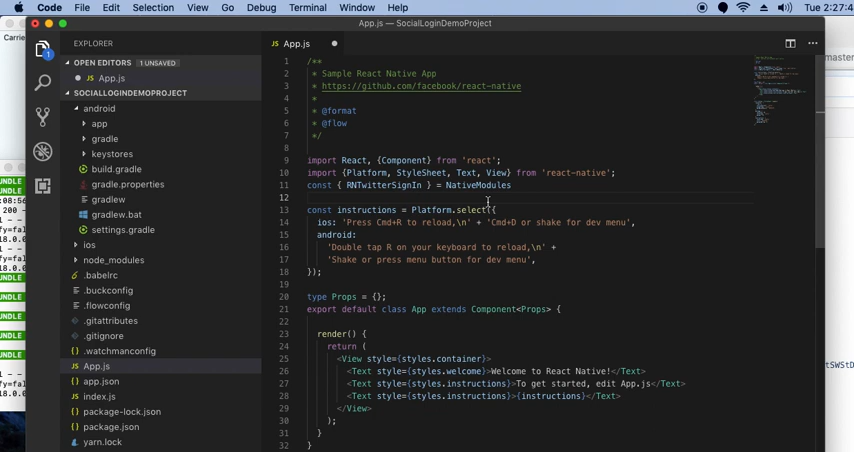 Code File Edit Selection View Go Debug Terminal Window Help Tue 2:27:4
App.js — SocialLoginDemoProject
Carrie
EXPLORER
App.js
OPEN EDITORS 1 UNSAVED
JS App.js
SOCIALLOGINDEMOPROJECT
android
app
gradle
keystores
build.gradle
gradle.properties
gradlew
gradlew.bat
settings.gradle
ios
node_modules
.babelrc
.buckconfig
.flowconfig
.gitattributes
.gitignore
.watchmanconfig
JS App.js
{} app.json
JS index.js
{} package-lock.json
{} package.json
yarn.lock
1 /**
2 * Sample React Native App
3 * https://github.com/facebook/react-native
4 *
5 * @format
6 * @flow
7 */
8
9 import React, {Component} from 'react';
10 import {Platform, StyleSheet, Text, View} from 'react-native';
11 const { RNTwitterSignIn } = NativeModules
12
13 const instructions = Platform.select({
14 ios: 'Press Cmd+R to reload,\n' + 'Cmd+D or shake for dev menu',
15 android:
16 'Double tap R on your keyboard to reload,\n' +
17 'Shake or press menu button for dev menu',
18 });
19
20 type Props = {};
21 export default class App extends Component<Props> {
22
23 render() {
24 return (
25 <View style={styles.container}>
26 <Text style={styles.welcome}>Welcome to React Native!</Text>
27 <Text style={styles.instructions}>To get started, edit App.js</Text>
28 <Text style={styles.instructions}>{instructions}</Text>
29 </View>
30 );
31 }
32 }
master
tSWStD